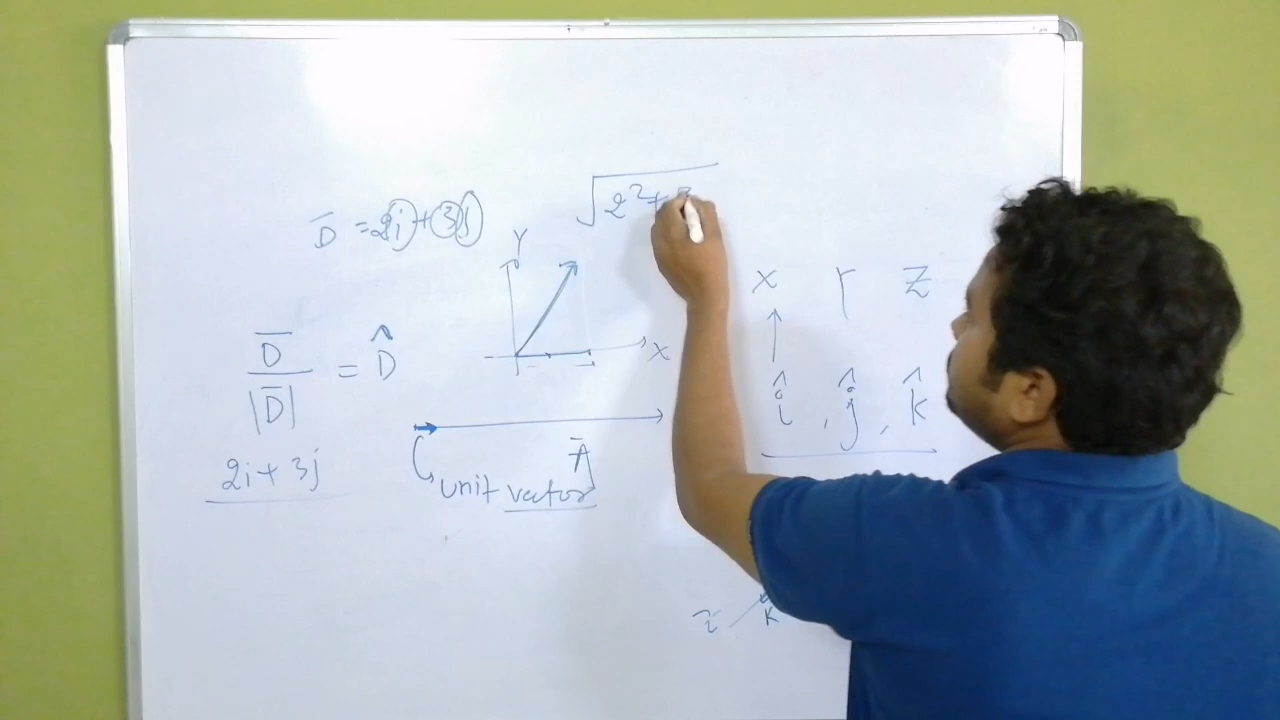 D̅ = 2i + 3j
√2² +
Y
X
X Y Z
D̅ / |D̅| = D̂
î , ĵ , k̂
A̅
2i + 3j
unit vector
k